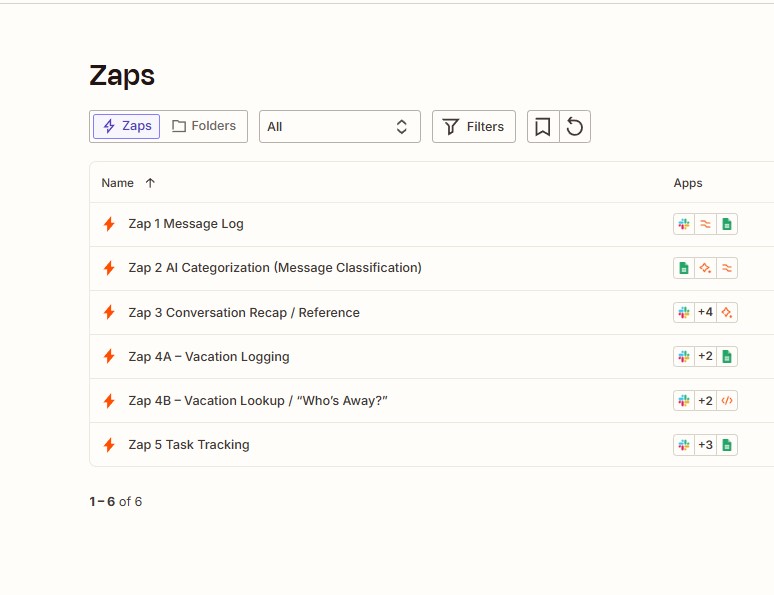 Zaps
Zaps Folders All Filters
Name Apps
Zap 1 Message Log
Zap 2 AI Categorization (Message Classification)
Zap 3 Conversation Recap / Reference +4
Zap 4A – Vacation Logging +2
Zap 4B – Vacation Lookup / “Who’s Away?” +2
Zap 5 Task Tracking +3
1–6 of 6